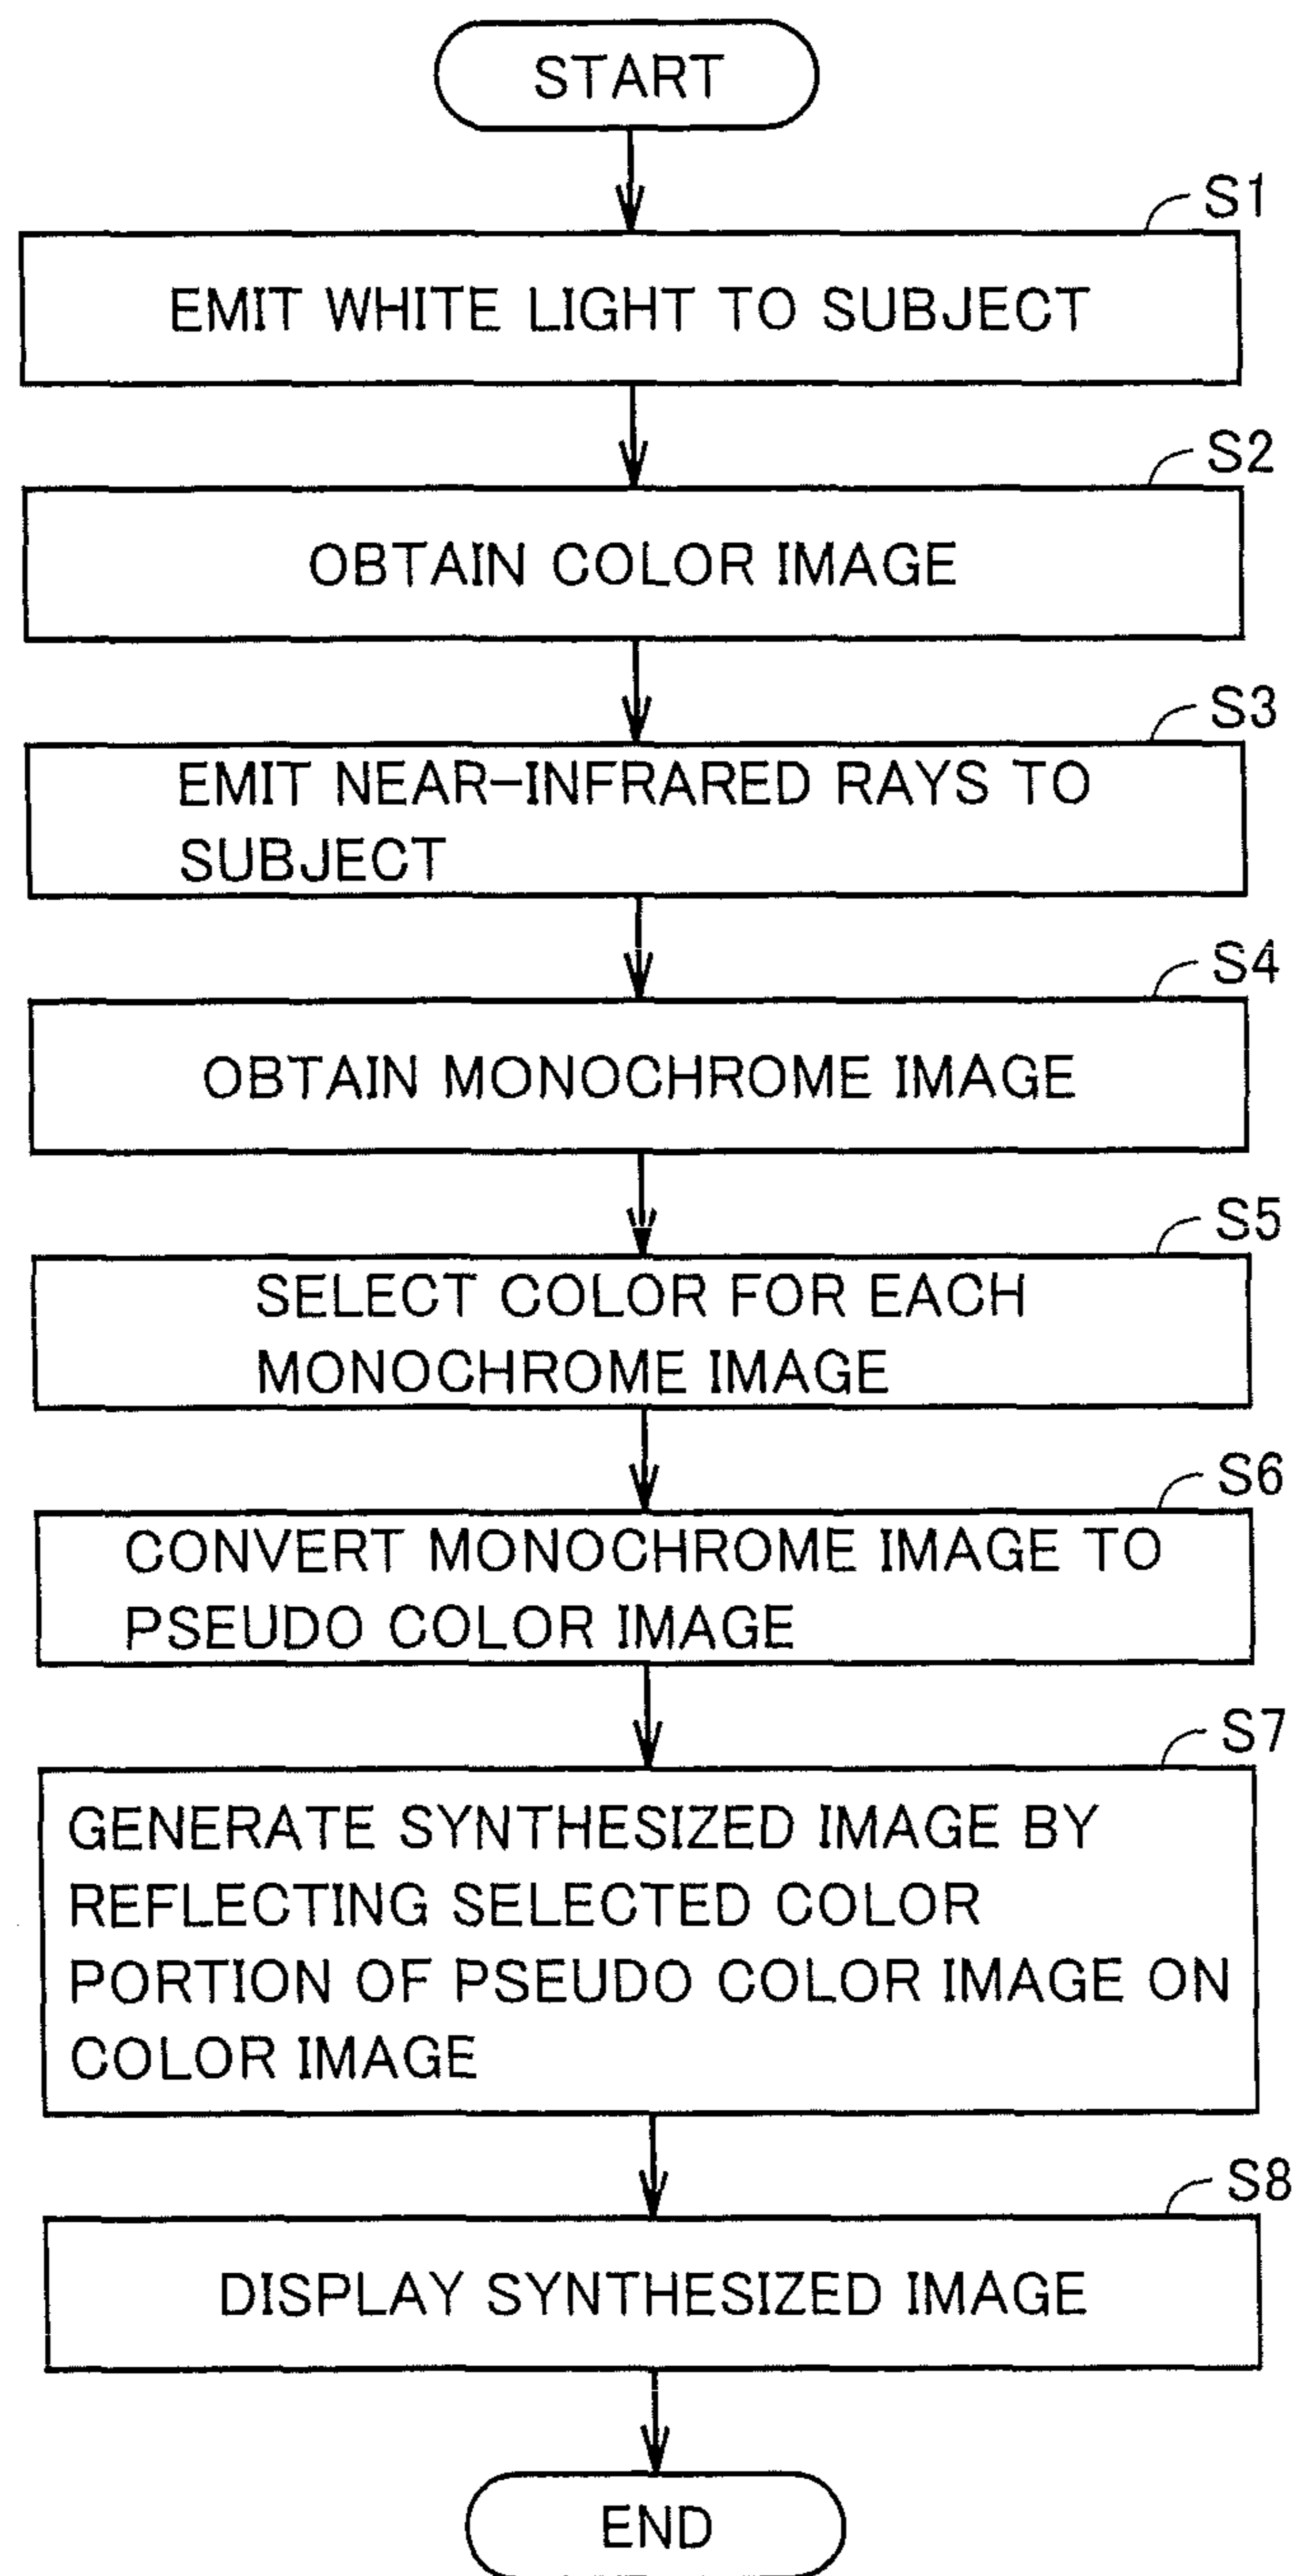 START
S1
EMIT WHITE LIGHT TO SUBJECT
S2
OBTAIN COLOR IMAGE
S3
EMIT NEAR-INFRARED RAYS TO
SUBJECT
S4
OBTAIN MONOCHROME IMAGE
S5
SELECT COLOR FOR EACH
MONOCHROME IMAGE
S6
CONVERT MONOCHROME IMAGE TO
PSEUDO COLOR IMAGE
S7
GENERATE SYNTHESIZED IMAGE BY
REFLECTING SELECTED COLOR
PORTION OF PSEUDO COLOR IMAGE ON
COLOR IMAGE
S8
DISPLAY SYNTHESIZED IMAGE
END